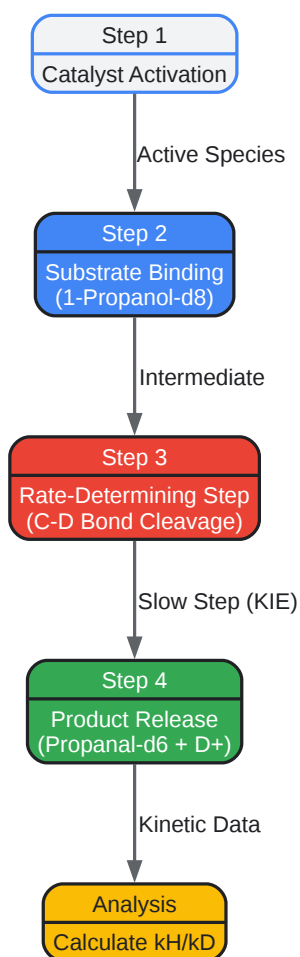 Step 1
Catalyst Activation
Active Species
Step 2
Substrate Binding
(1-Propanol-d8)
Intermediate
Step 3
Rate-Determining Step
(C-D Bond Cleavage)
Slow Step (KIE)
Step 4
Product Release
(Propanal-d6 + D+)
Kinetic Data
Analysis
Calculate kH/kD